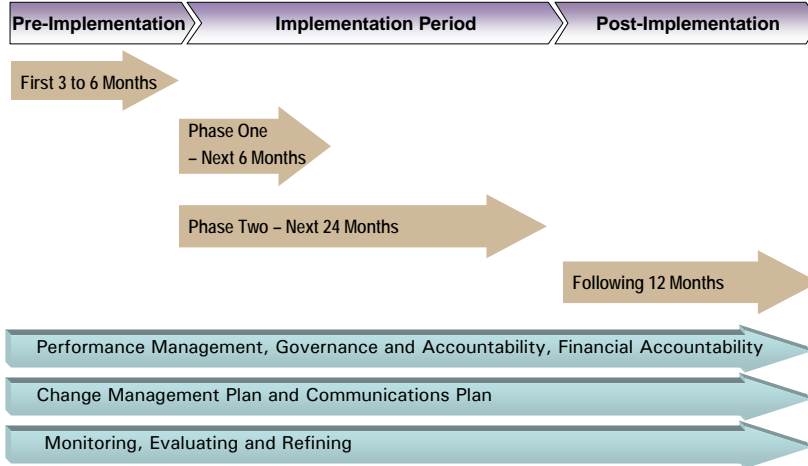 Pre-Implementation
Implementation Period
Post-Implementation
First 3 to 6 Months
Phase One
– Next 6 Months
Phase Two – Next 24 Months
Following 12 Months
Performance Management, Governance and Accountability, Financial Accountability
Change Management Plan and Communications Plan
Monitoring, Evaluating and Refining